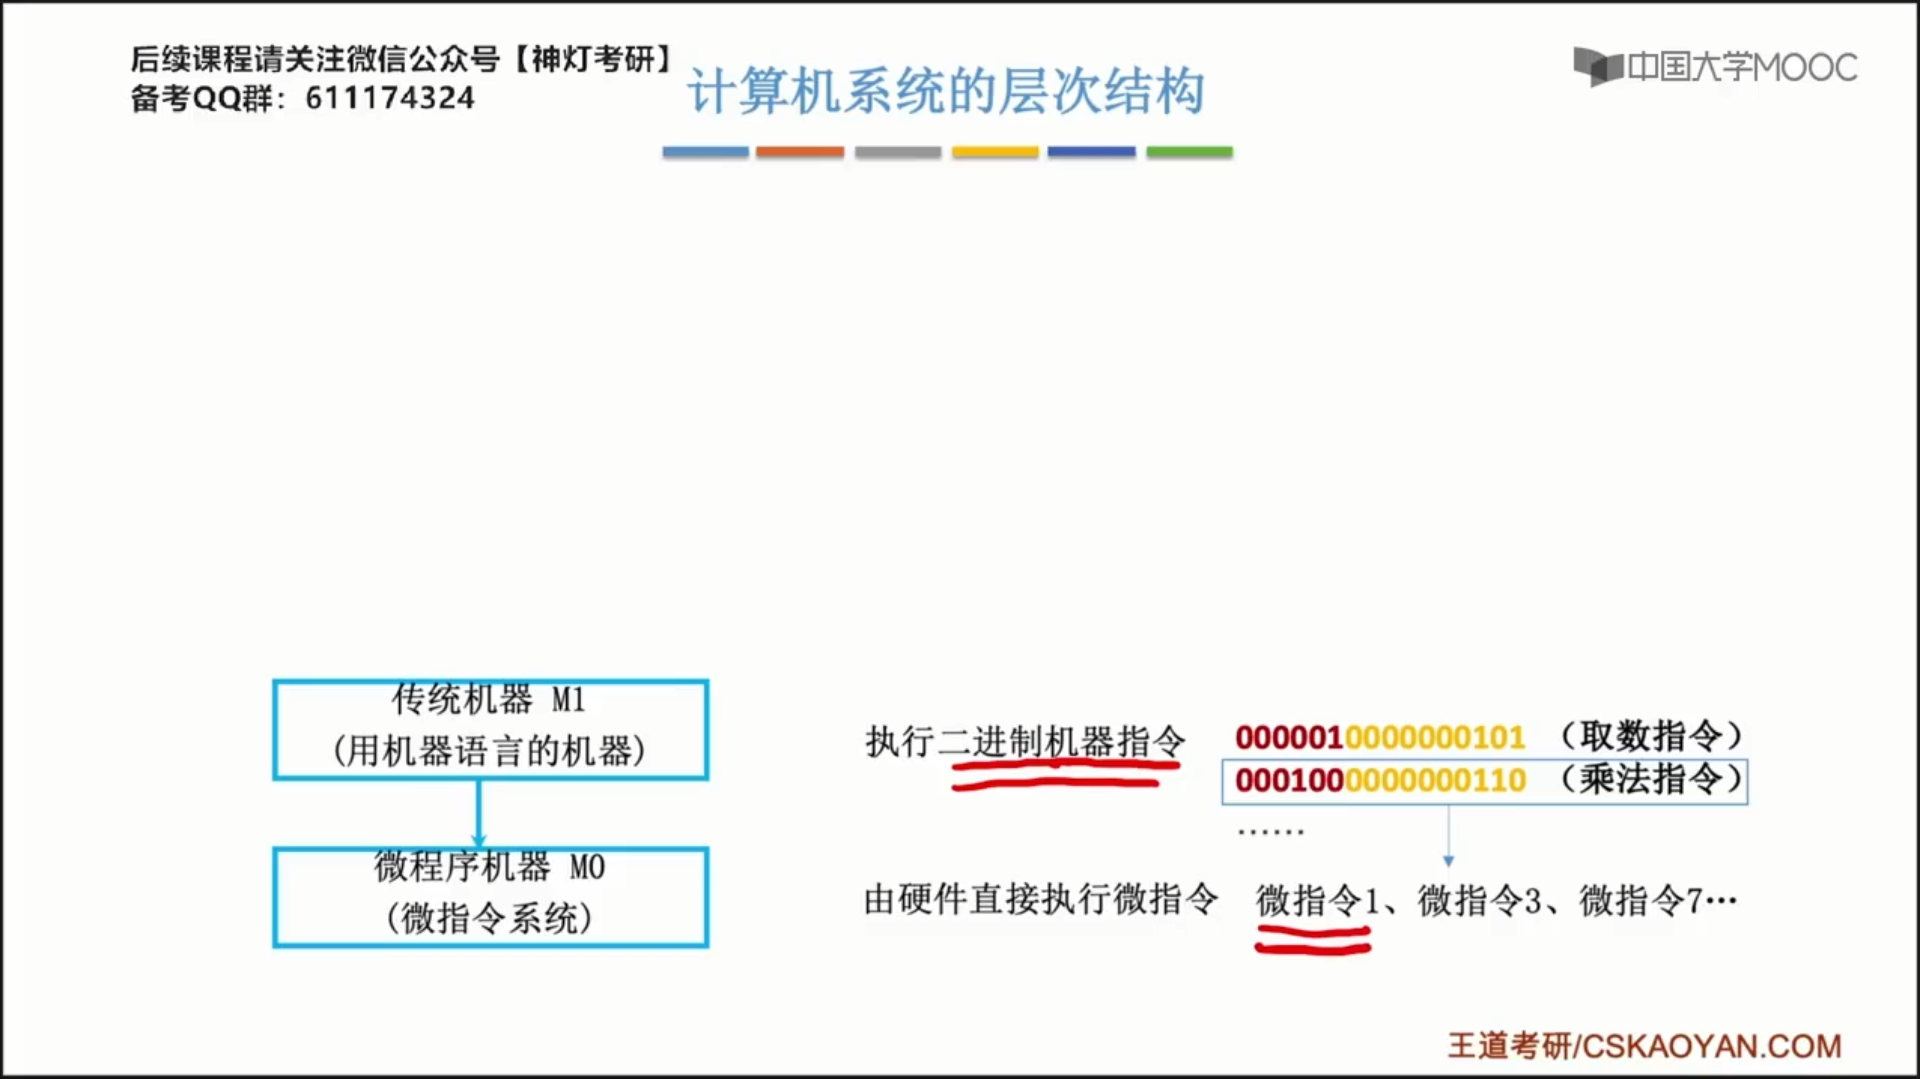 后续课程请关注微信公众号【神灯考研】
备考QQ群：611174324
计算机系统的层次结构
中国大学MOOC
传统机器 M1
(用机器语言的机器)
执行二进制机器指令
0000010000000101 （取数指令）
0001000000000110 （乘法指令）
……
微程序机器 M0
(微指令系统)
由硬件直接执行微指令
微指令1、微指令3、微指令7…
王道考研/CSKAOYAN.COM